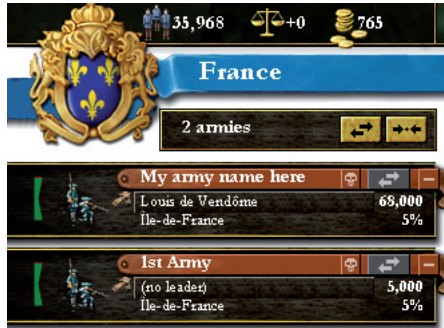 35,968 +0 765
France
2 armies
My army name here
Louis de Vendôme 68,000
Île-de-France 5%
1st Army
(no leader) 5,000
Île-de-France 5%